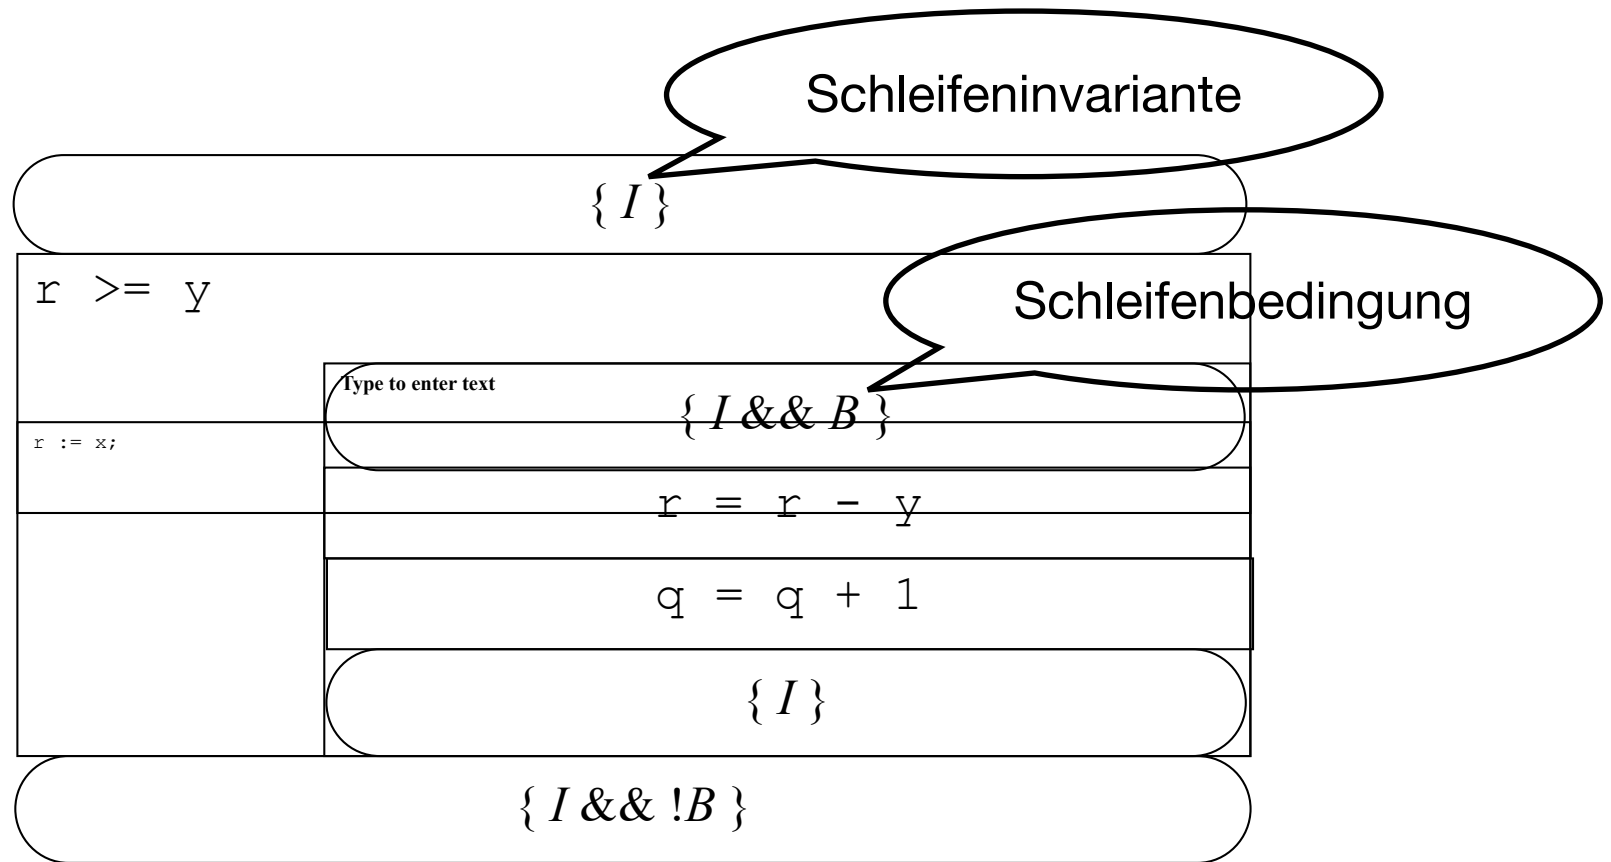 Schleifeninvariante
{ I }
r >= y
Schleifenbedingung
Type to enter text
{ I && B }
r := x;
r = r - y
q = q + 1
{ I }
{ I && !B }